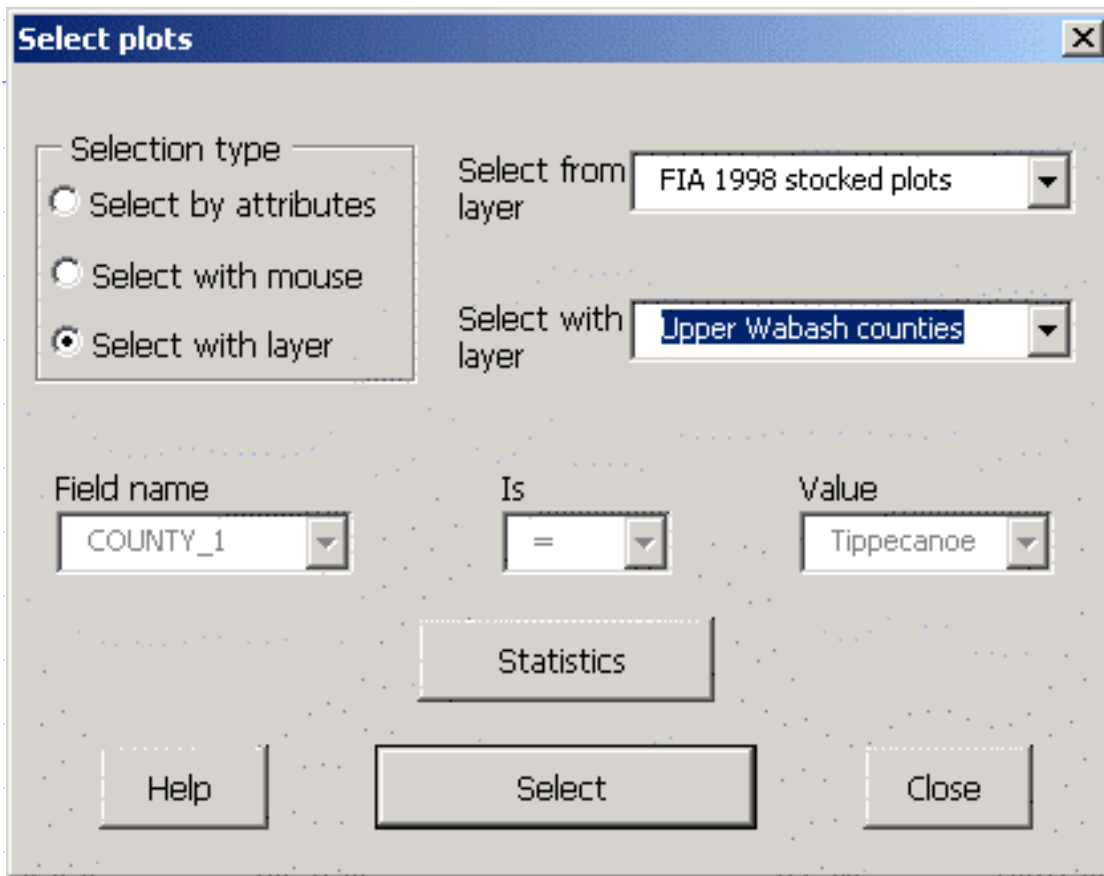 Select plots
Selection type
Select by attributes
Select with mouse
Select with layer
Select from
layer
FIA 1998 stocked plots
Select with
layer
Upper Wabash counties
Field name
Is
Value
COUNTY_1
=
Tippecanoe
Statistics
Help
Select
Close